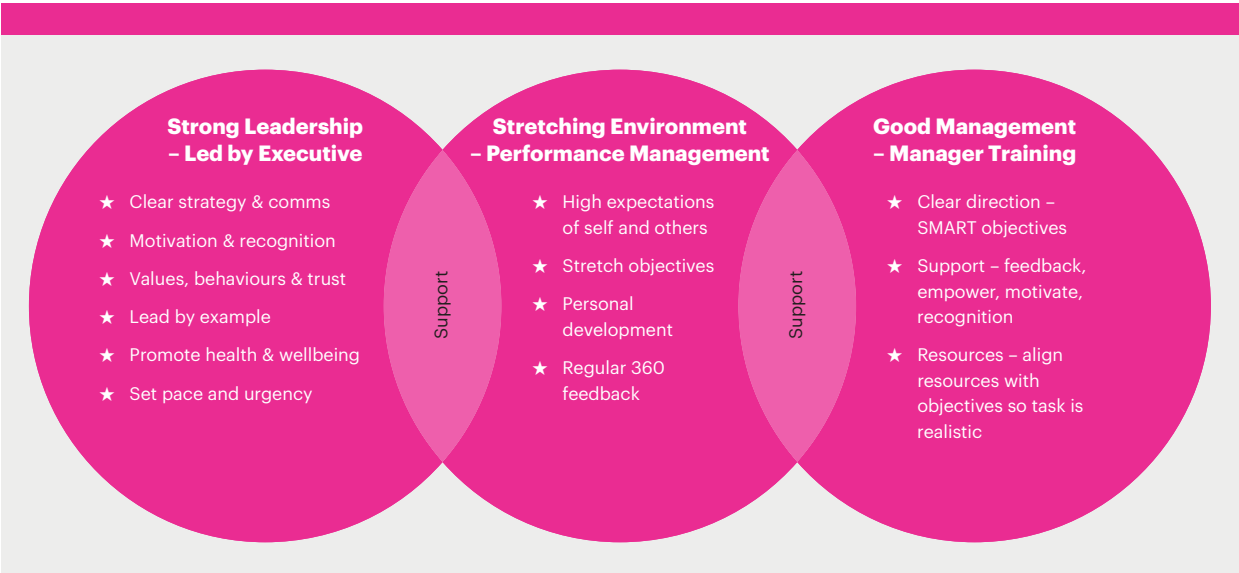 Strong Leadership
– Led by Executive
★ Clear strategy & comms
★ Motivation & recognition
★ Values, behaviours & trust
★ Lead by example
★ Promote health & wellbeing
★ Set pace and urgency
Support
Stretching Environment
– Performance Management
★ High expectations
of self and others
★ Stretch objectives
★ Personal
development
★ Regular 360
feedback
Support
Good Management
– Manager Training
★ Clear direction –
SMART objectives
★ Support – feedback,
empower, motivate,
recognition
★ Resources – align
resources with
objectives so task is
realistic